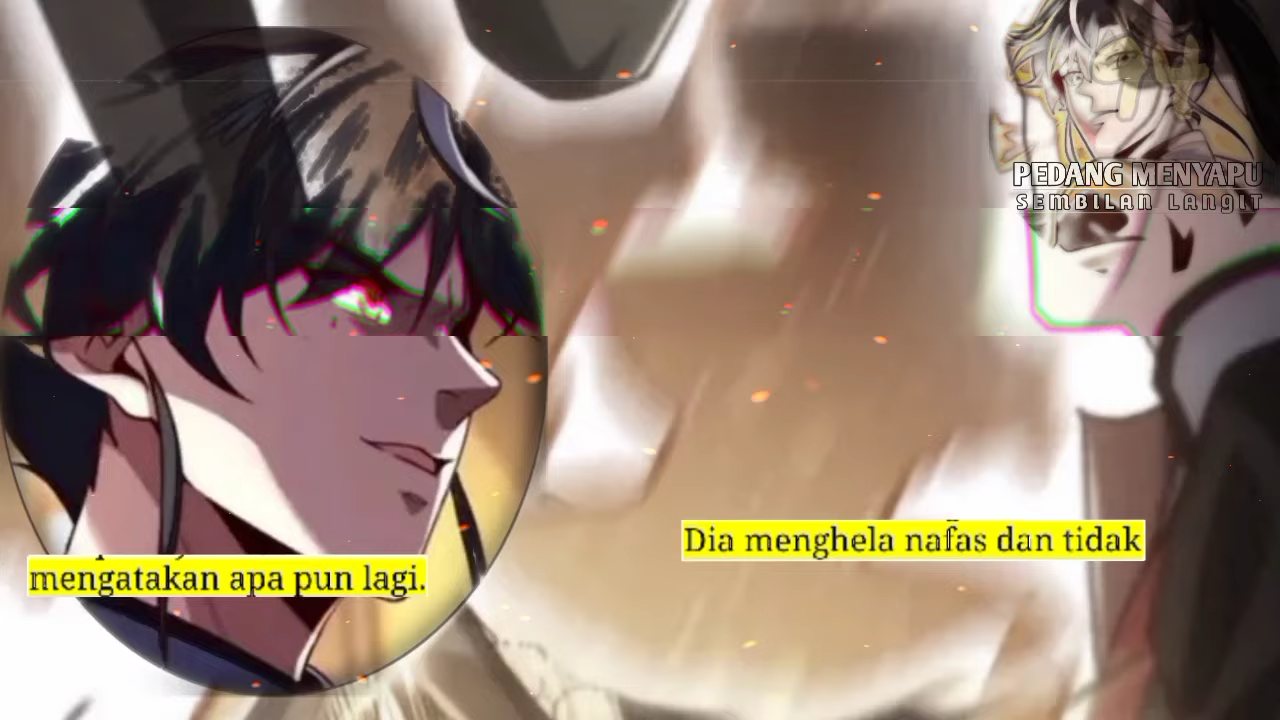 PEDANG MENYAPU
SEMBILAN LANGIT
Dia menghela nafas dan tidak
mengatakan apa pun lagi.